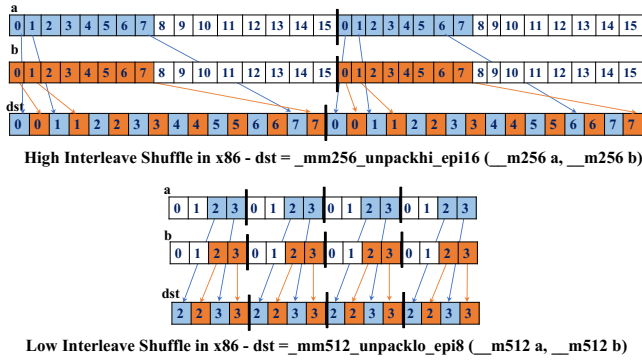 a
0 1 2 3 4 5 6 7 8 9 10 11 12 13 14 15 0 1 2 3 4 5 6 7 8 9 10 11 12 13 14 15
b
0 1 2 3 4 5 6 7 8 9 10 11 12 13 14 15 0 1 2 3 4 5 6 7 8 9 10 11 12 13 14 15
dst
0 0 1 1 2 2 3 3 4 4 5 5 6 6 7 7 0 0 1 1 2 2 3 3 4 4 5 5 6 6 7 7
High Interleave Shuffle in x86 - dst = _mm256_unpackhi_epi16 (__m256 a, __m256 b)
a
0 1 2 3 0 1 2 3 0 1 2 3 0 1 2 3
b
0 1 2 3 0 1 2 3 0 1 2 3 0 1 2 3
dst
2 2 3 3 2 2 3 3 2 2 3 3 2 2 3 3
Low Interleave Shuffle in x86 - dst =_mm512_unpacklo_epi8 (__m512 a, __m512 b)